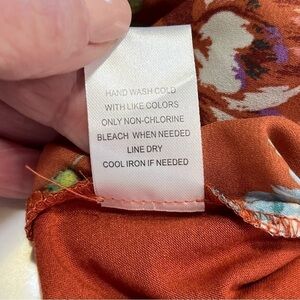 HAND WASH COLD
WITH LIKE COLORS
ONLY NON-CHLORINE
BLEACH WHEN NEEDED
LINE DRY
COOL IRON IF NEEDED